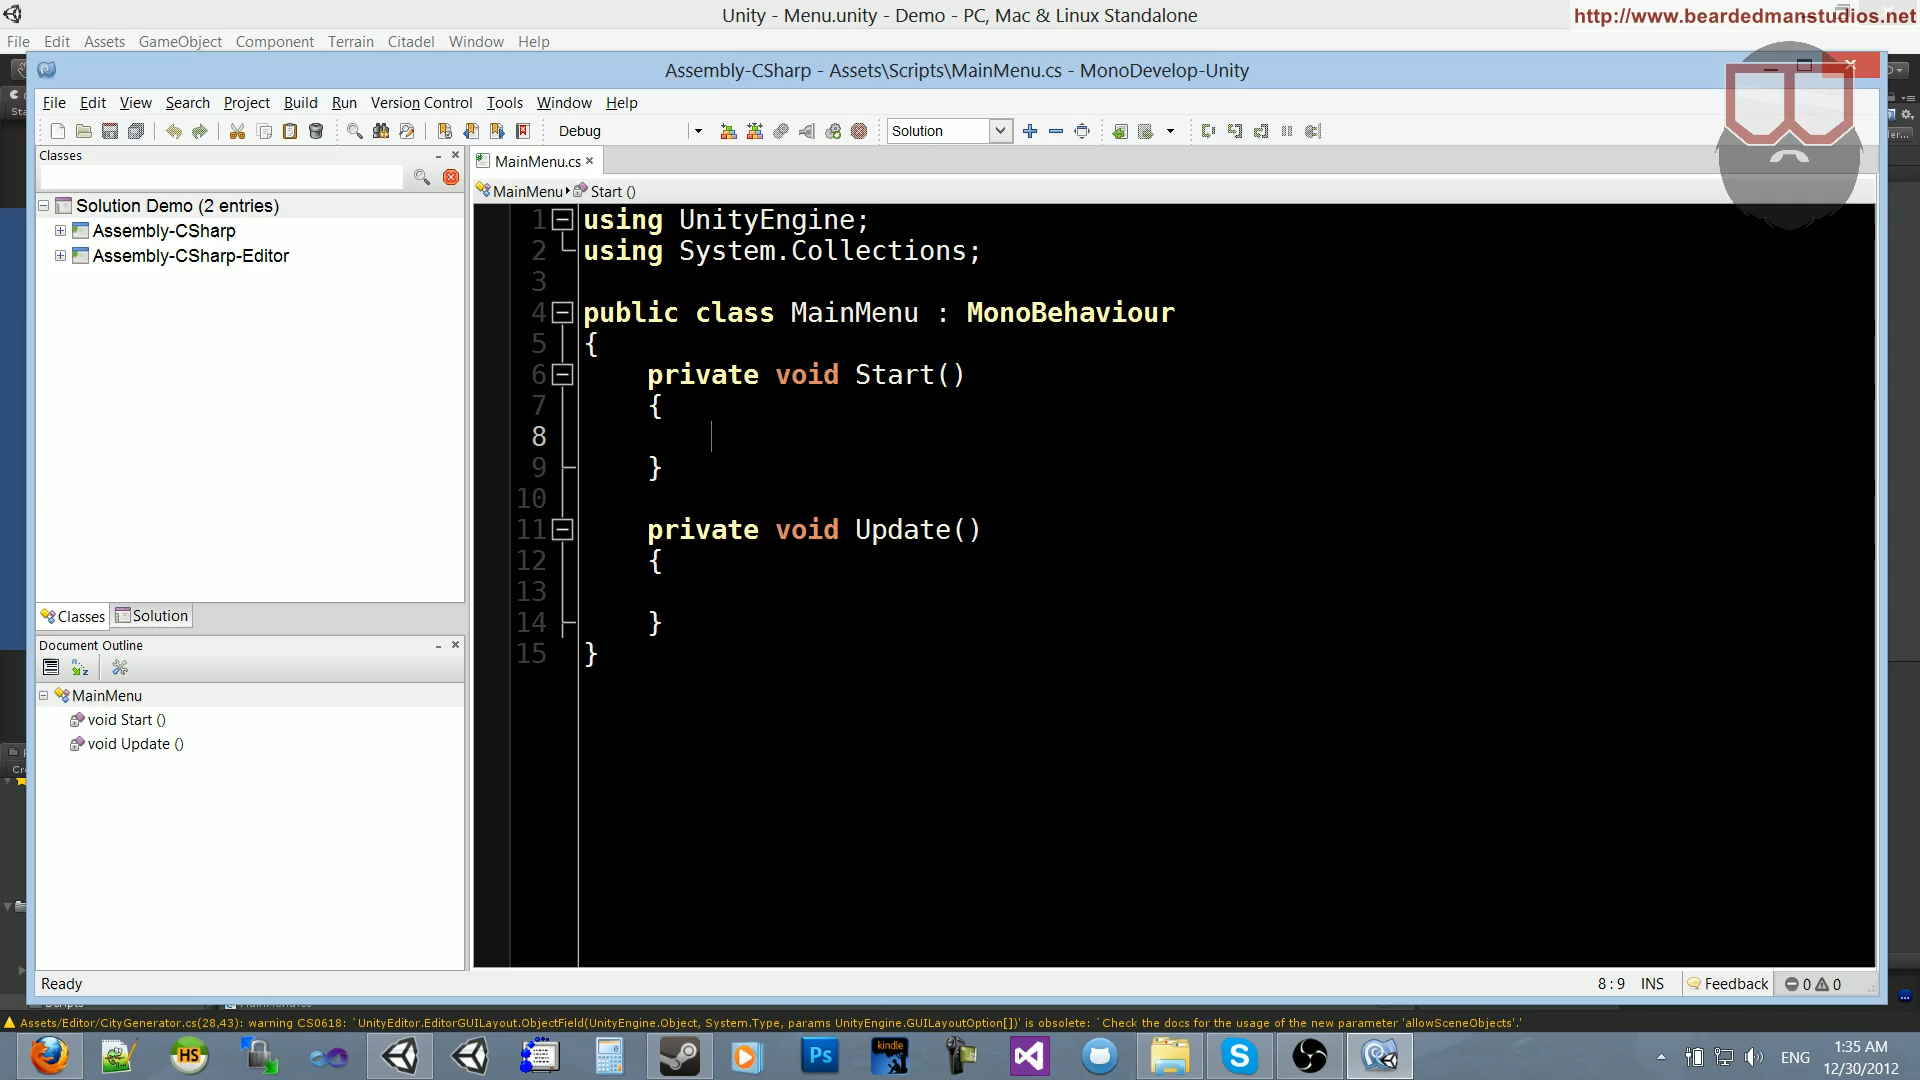 Unity - Menu.unity - Demo - PC, Mac & Linux Standalone
http://www.beardedmanstudios.net
File Edit Assets GameObject Component Terrain Citadel Window Help
Assembly-CSharp - Assets\Scripts\MainMenu.cs - MonoDevelop-Unity
File Edit View Search Project Build Run Version Control Tools Window Help
Debug
Solution
Classes
MainMenu.cs
MainMenu Start ()
Solution Demo (2 entries)
Assembly-CSharp
Assembly-CSharp-Editor
1 using UnityEngine;
2 using System.Collections;
3
4 public class MainMenu : MonoBehaviour
5 {
6 private void Start()
7 {
8
9 }
10
11 private void Update()
12 {
13
14 }
15 }
Classes Solution
Document Outline
MainMenu
void Start ()
void Update ()
Ready
8 : 9 INS Feedback 0 0
Assets/Editor/CityGenerator.cs(28,43): warning CS0618: `UnityEditor.EditorGUILayout.ObjectField(UnityEngine.Object, System.Type, params UnityEngine.GUILayoutOption[])' is obsolete: `Check the docs for the usage of the new parameter 'allowSceneObjects'.'
HS
Ps
kindle
ENG
1:35 AM
12/30/2012